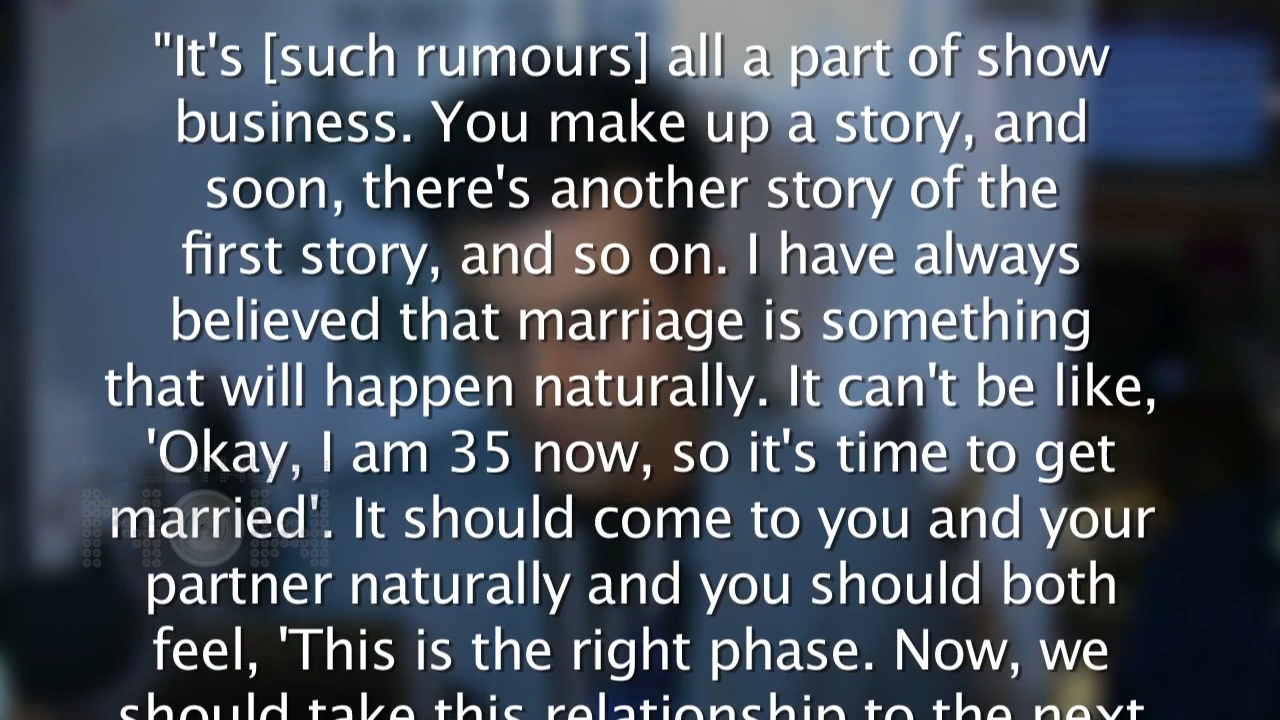 "It's [such rumours] all a part of show
business. You make up a story, and
soon, there's another story of the
first story, and so on. I have always
believed that marriage is something
that will happen naturally. It can't be like,
'Okay, I am 35 now, so it's time to get
married'. It should come to you and your
partner naturally and you should both
feel, 'This is the right phase. Now, we
should take this relationship to the next